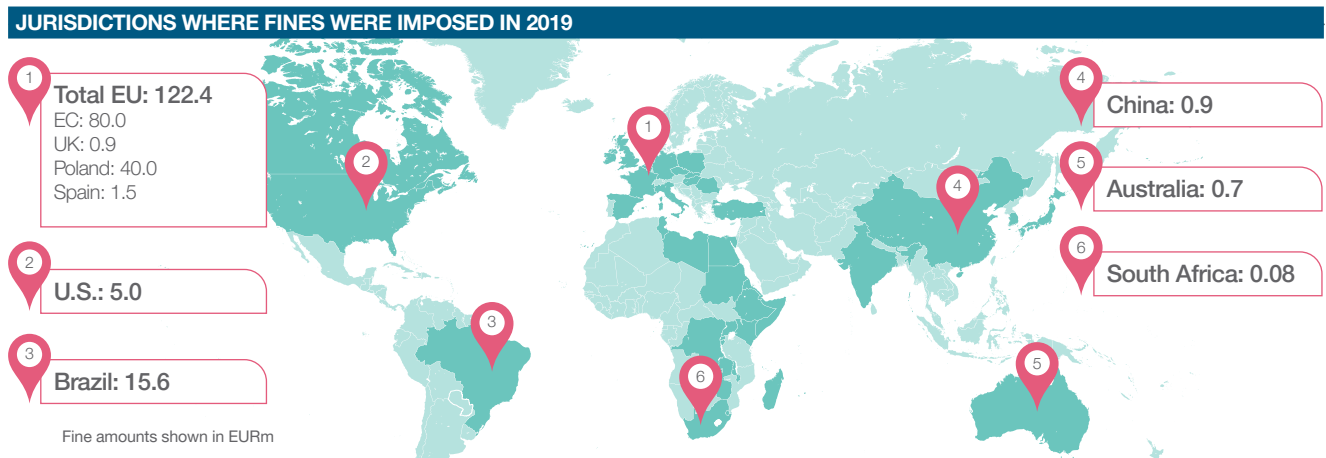 JURISDICTIONS WHERE FINES WERE IMPOSED IN 2019
1
Total EU: 122.4
EC: 80.0
UK: 0.9
Poland: 40.0
Spain: 1.5
2
U.S.: 5.0
3
Brazil: 15.6
Fine amounts shown in EURm
1
2
3
4
5
6
4
China: 0.9
5
Australia: 0.7
6
South Africa: 0.08